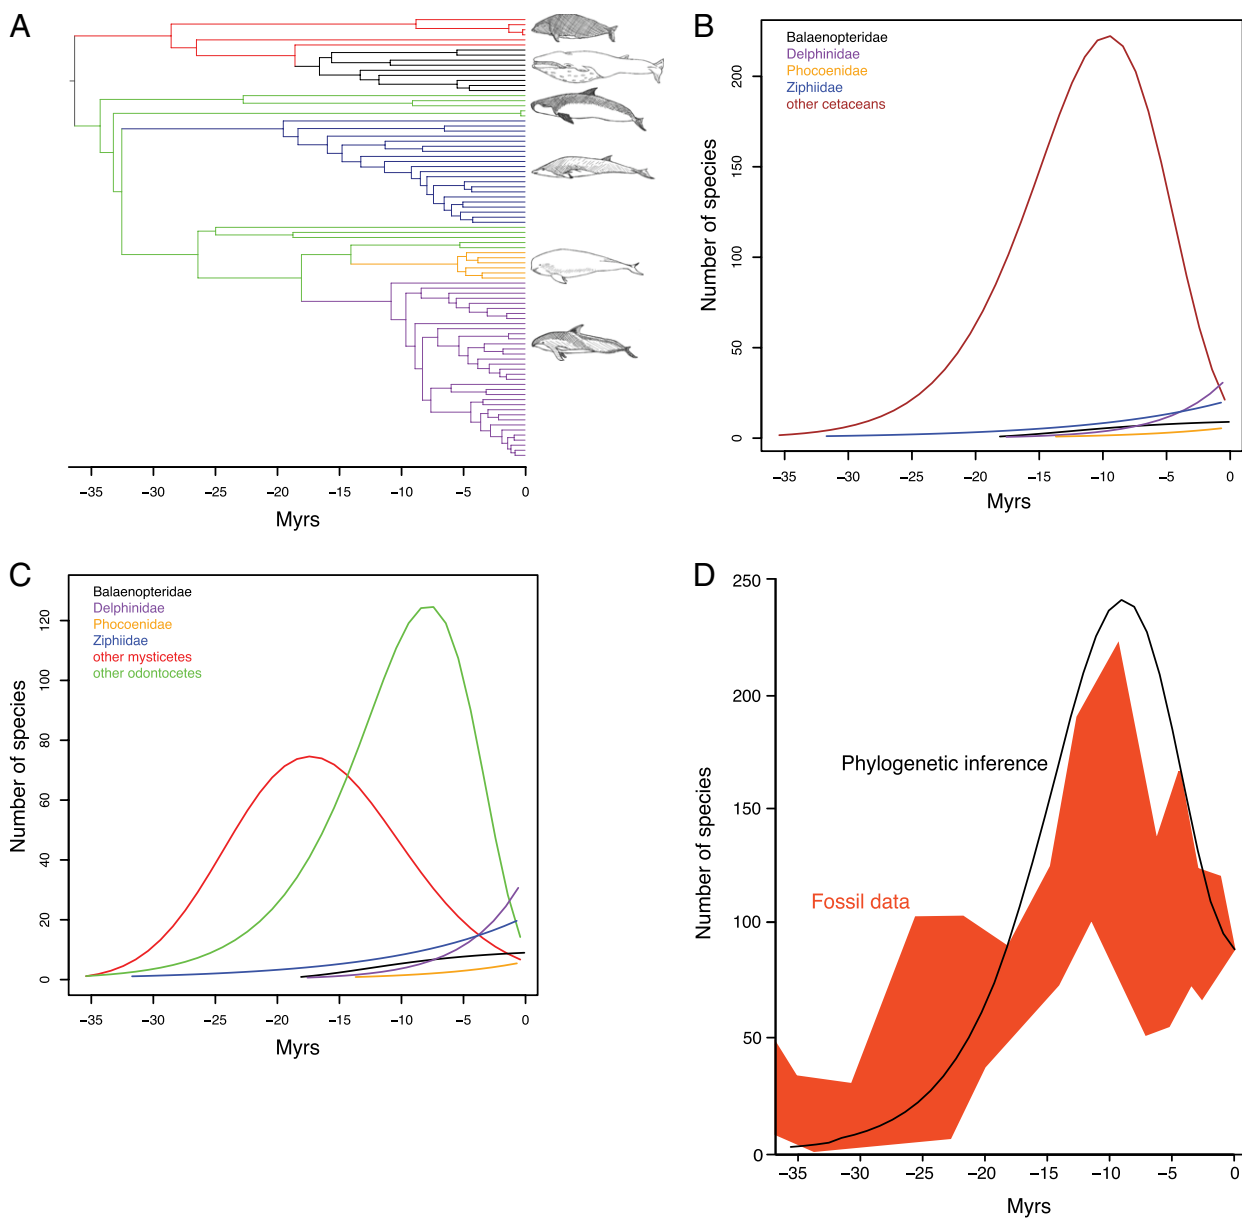 A
−35 −30 −25 −20 −15 −10 −5 0
Myrs
B
Balaenopteridae
Delphinidae
Phocoenidae
Ziphiidae
other cetaceans
Number of species
200
150
100
50
0
−35 −30 −25 −20 −15 −10 −5 0
Myrs
C
Balaenopteridae
Delphinidae
Phocoenidae
Ziphiidae
other mysticetes
other odontocetes
Number of species
120
100
80
60
40
20
0
−35 −30 −25 −20 −15 −10 −5 0
Myrs
D
Phylogenetic inference
Fossil data
Number of species
250
200
150
100
50
0
−35 −30 −25 −20 −15 −10 −5 0
Myrs